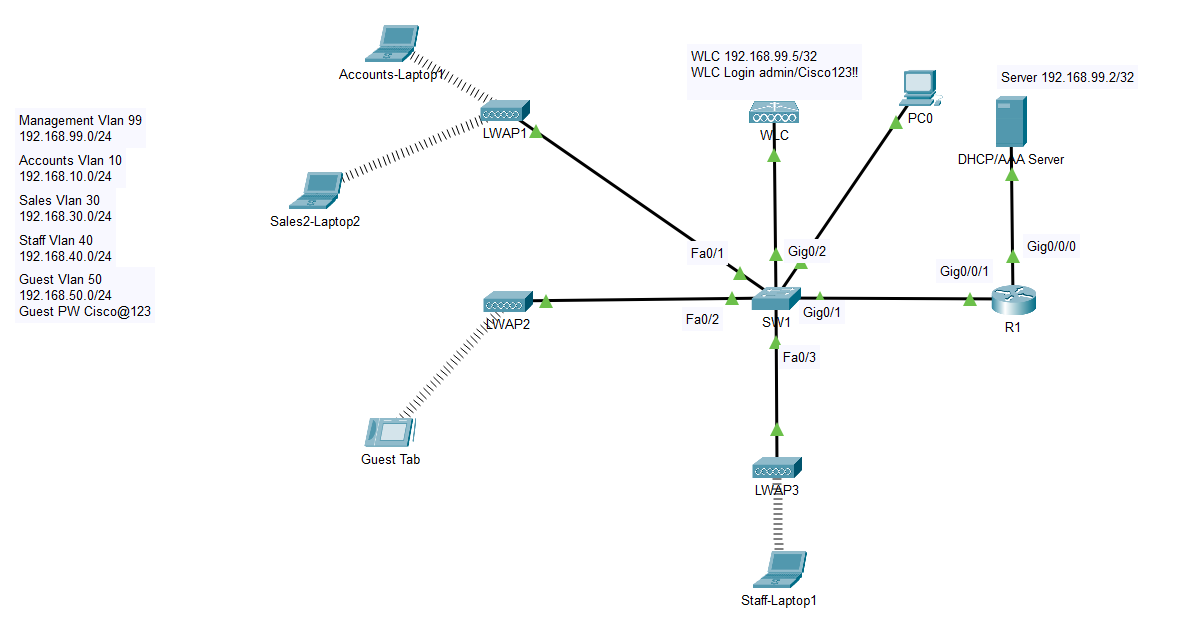 Accounts-Laptop1
WLC 192.168.99.5/32
WLC Login admin/Cisco123!!
Server 192.168.99.2/32
Management Vlan 99
192.168.99.0/24
Accounts Vlan 10
192.168.10.0/24
Sales Vlan 30
192.168.30.0/24
Staff Vlan 40
192.168.40.0/24
Guest Vlan 50
192.168.50.0/24
Guest PW Cisco@123
LWAP1
WLC
PC0
DHCP/AAA Server
Sales2-Laptop2
Fa0/1
Gig0/2
Gig0/0/0
Gig0/0/1
LWAP2
Fa0/2
SW1
Gig0/1
R1
Fa0/3
Guest Tab
LWAP3
Staff-Laptop1